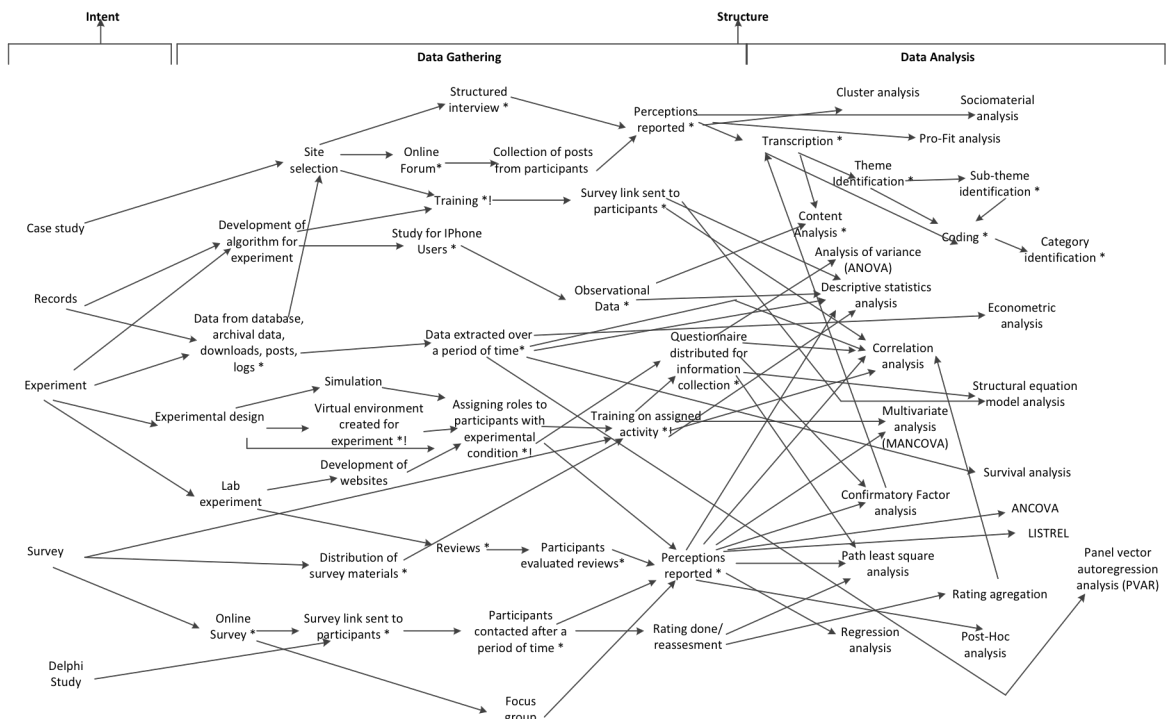 Intent
Structure
Data Gathering
Data Analysis
Structured
interview *
Perceptions
reported *
Cluster analysis
Sociomaterial
analysis
Pro-Fit analysis
Site
selection
Online
Forum*
Collection of posts
from participants
Transcription *
Theme
Identification *
Sub-theme
identification *
Training *!
Survey link sent to
participants *
Case study
Development of
algorithm for
experiment
Study for IPhone
Users *
Content
Analysis *
Coding *
Category
identification *
Analysis of variance
(ANOVA)
Records
Observational
Data *
Descriptive statistics
analysis
Data from database,
archival data,
downloads, posts,
logs *
Data extracted over
a period of time*
Questionnaire
distributed for
information
collection *
Econometric
analysis
Correlation
analysis
Experiment
Simulation
Structural equation
model analysis
Experimental design
Virtual environment
created for
experiment *!
Assigning roles to
participants with
experimental
condition *!
Training on assigned
activity *!
Multivariate
analysis
(MANCOVA)
Development of
websites
Survival analysis
Lab
experiment
Confirmatory Factor
analysis
ANCOVA
LISTREL
Survey
Distribution of
survey materials *
Reviews *
Participants
evaluated reviews*
Perceptions
reported *
Path least square
analysis
Panel vector
autoregression
analysis (PVAR)
Rating agregation
Online
Survey *
Survey link sent to
participants *
Participants
contacted after a
period of time *
Rating done/
reassesment
Regression
analysis
Post-Hoc
analysis
Delphi
Study
Focus
group